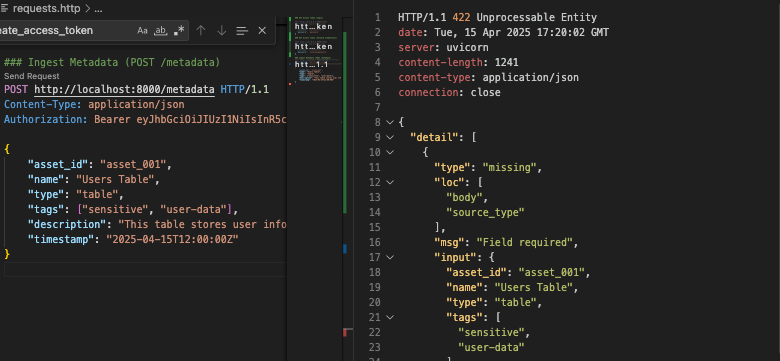 requests.http > ...
eate_access_token
Aa ab .*
### Ingest Metadata (POST /metadata)
Send Request
POST http://localhost:8000/metadata HTTP/1.1
Content-Type: application/json
Authorization: Bearer eyJhbGciOiJIUzI1NiIsInR5c
{
"asset_id": "asset_001",
"name": "Users Table",
"type": "table",
"tags": ["sensitive", "user-data"],
"description": "This table stores user info
"timestamp": "2025-04-15T12:00:00Z"
}
htt...ken
htt...ken
htt...1.1
1 HTTP/1.1 422 Unprocessable Entity
2 date: Tue, 15 Apr 2025 17:20:02 GMT
3 server: uvicorn
4 content-length: 1241
5 content-type: application/json
6 connection: close
7
8 {
9 "detail": [
10 {
11 "type": "missing",
12 "loc": [
13 "body",
14 "source_type"
15 ],
16 "msg": "Field required",
17 "input": {
18 "asset_id": "asset_001",
19 "name": "Users Table",
20 "type": "table",
21 "tags": [
22 "sensitive",
23 "user-data"
24 ]